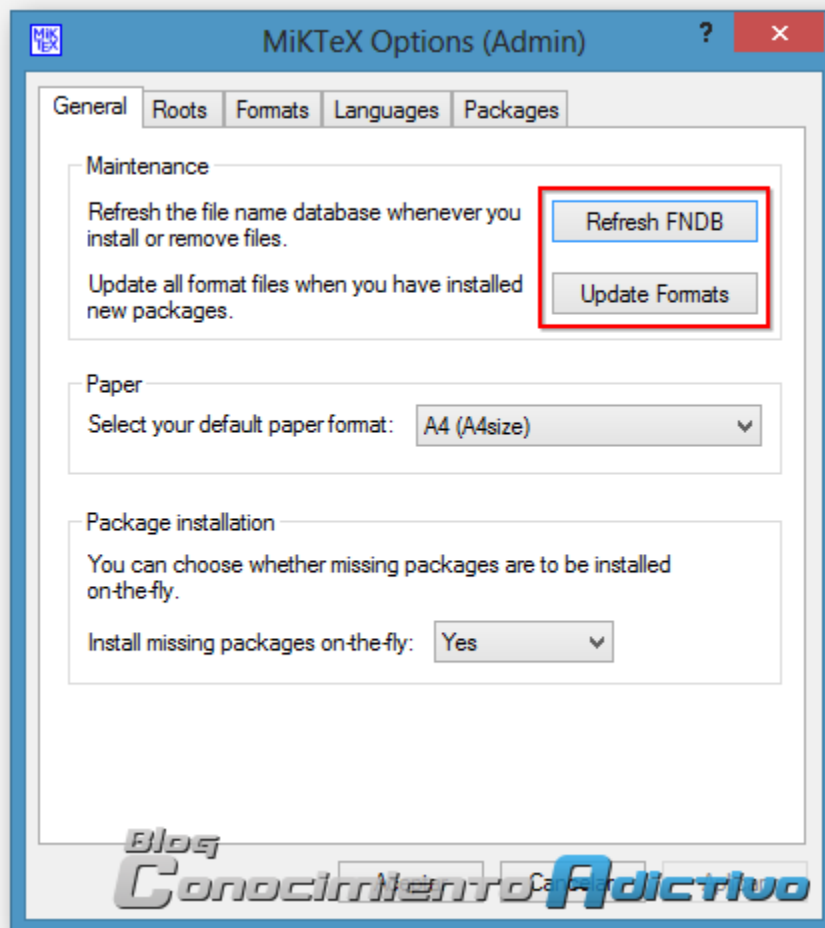 MiKTEX
MiKTeX Options (Admin)
?
General
Roots
Formats
Languages
Packages
Maintenance
Refresh the file name database whenever you
install or remove files.
Refresh FNDB
Update all format files when you have installed
new packages.
Update Formats
Paper
Select your default paper format:
A4 (A4size)
Package installation
You can choose whether missing packages are to be installed
on-the-fly.
Install missing packages on-the-fly:
Yes
Blog
Conocimiento Adictivo
Cancelar